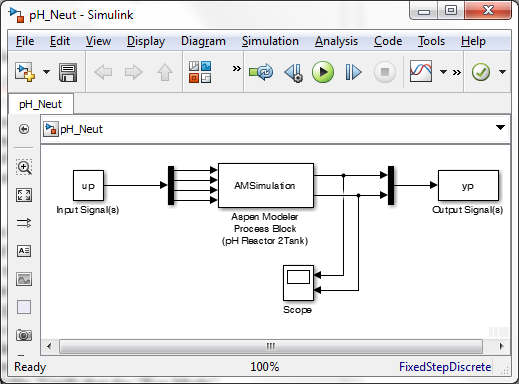 pH_Neut - Simulink
File Edit View Display Diagram Simulation Analysis Code Tools Help
pH_Neut
pH_Neut
up
Input Signal(s)
AMSimulation
Aspen Modeler
Process Block
(pH Reactor 2Tank)
yp
Output Signal(s)
Scope
Ready 100% FixedStepDiscrete